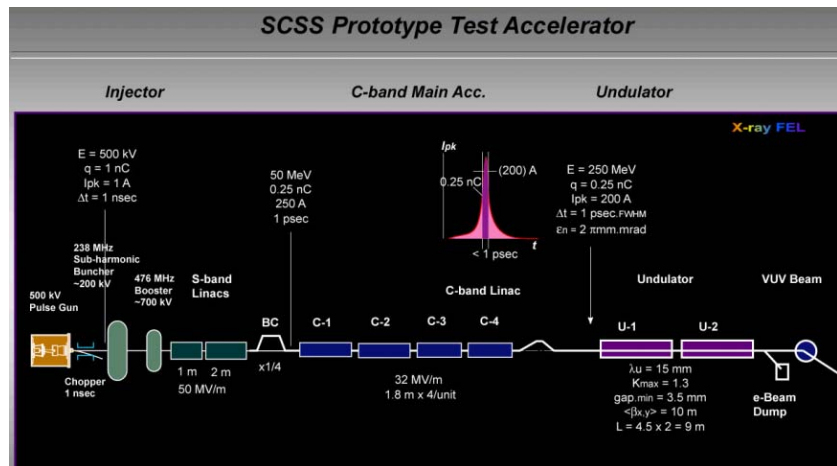 SCSS Prototype Test Accelerator
Injector
C-band Main Acc.
Undulator
X-ray FEL
E = 500 kV
q = 1 nC
Ipk = 1 A
Δt = 1 nsec
50 MeV
0.25 nC
250 A
1 psec
Ipk
(200) A
0.25 nC
t
< 1 psec
E = 250 MeV
q = 0.25 nC
Ipk = 200 A
Δt = 1 psec.FWHM
εn = 2 πmm.mrad
238 MHz
Sub-harmonic
Buncher
~200 kV
476 MHz
Booster
~700 kV
S-band
Linacs
C-band Linac
Undulator
VUV Beam
500 kV
Pulse Gun
BC
C-1
C-2
C-3
C-4
U-1
U-2
Chopper
1 nsec
1 m
2 m
50 MV/m
x1/4
32 MV/m
1.8 m x 4/unit
λu = 15 mm
Kmax = 1.3
gap.min = 3.5 mm
<βx,y> = 10 m
L = 4.5 x 2 = 9 m
e-Beam
Dump